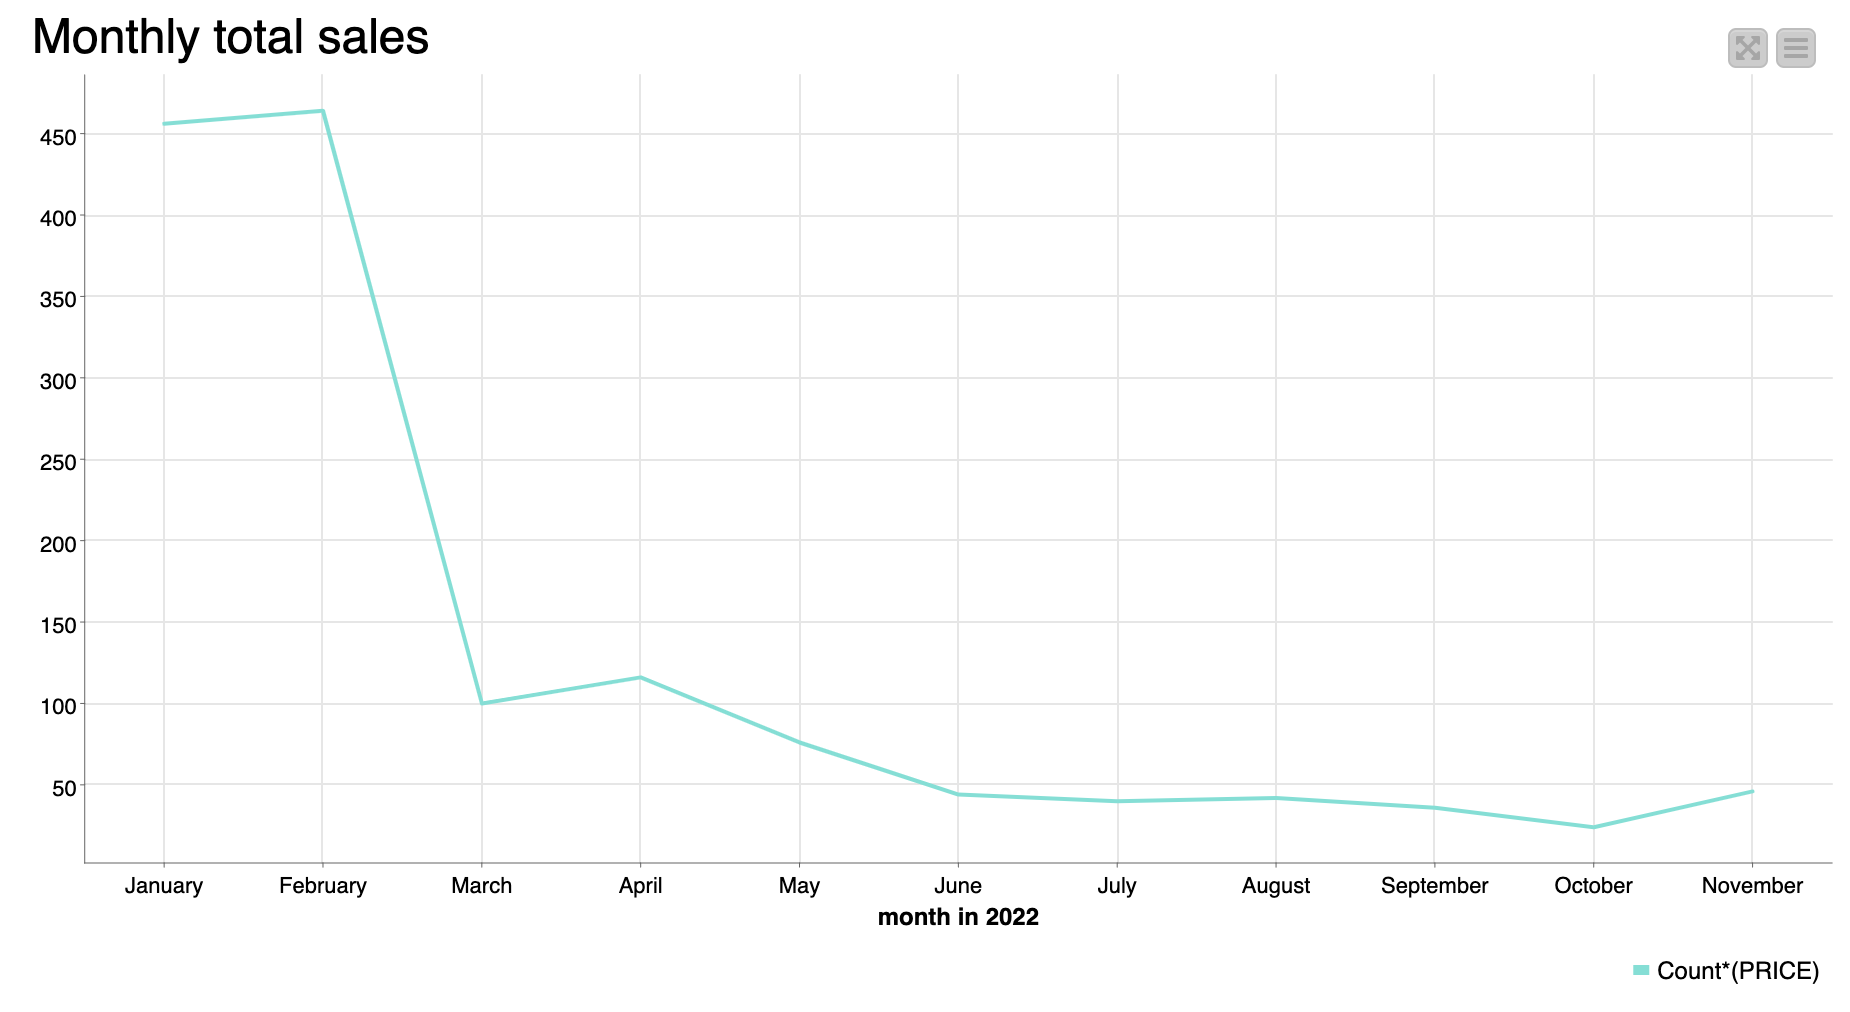 Monthly total sales
450
400
350
300
250
200
150
100
50
January February March April May June July August September October November
month in 2022
Count*(PRICE)